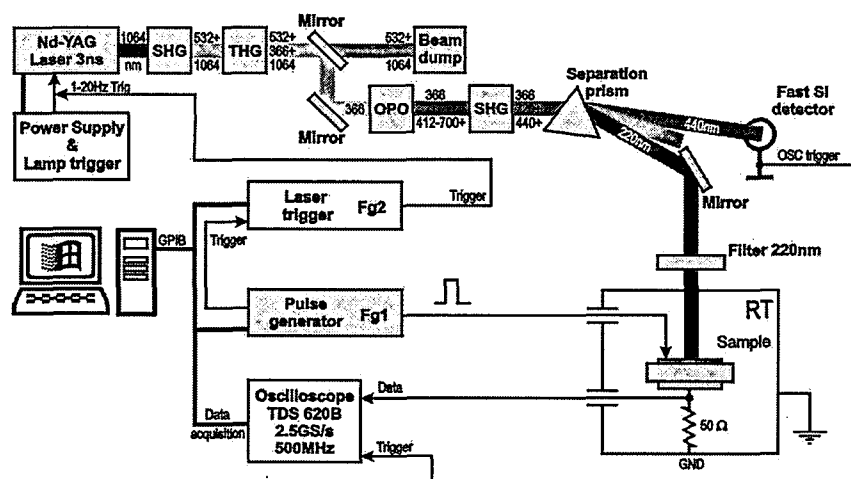 Nd-YAG
Laser 3ns
1064
nm
SHG
532+
1064
THG
532+
366+
1064
Mirror
532+
1064
Beam
dump
Mirror
366
OPO
366
412-700+
SHG
366
440+
Separation
prism
440nm
220nm
Fast SI
detector
OSC trigger
Mirror
1-20Hz Trig
Power Supply
&
Lamp trigger
Laser
trigger
Fg2
Trigger
Trigger
GPIB
Pulse
generator
Fg1
Filter 220nm
RT
Sample
Oscilloscope
TDS 620B
2.5GS/s
500MHz
Data
Data
acquisition
Trigger
50 Ω
GND